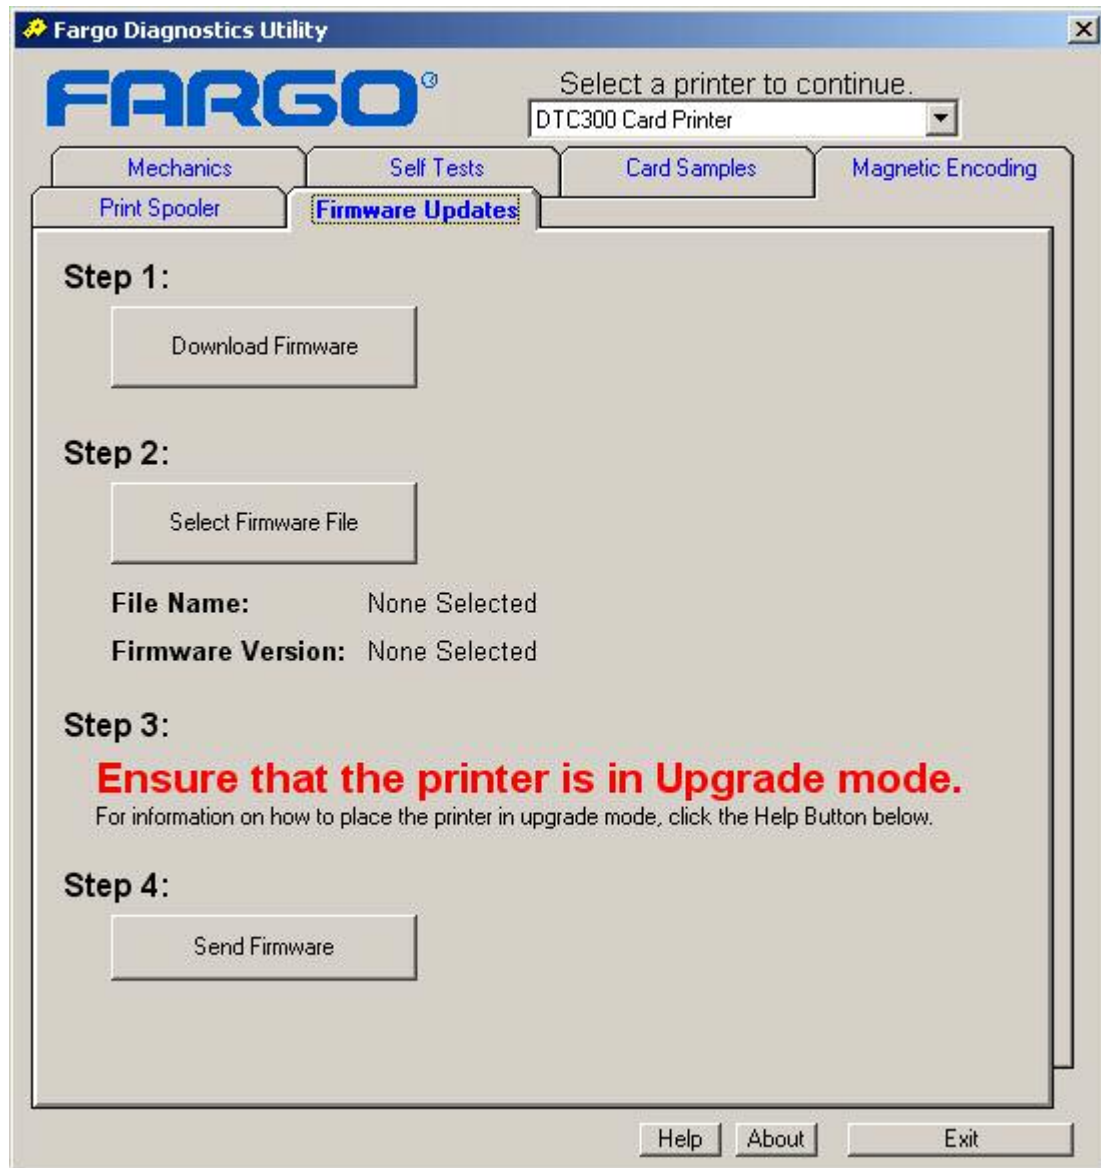 Fargo Diagnostics Utility
FARGO®
Select a printer to continue.
DTC300 Card Printer
Mechanics Self Tests Card Samples Magnetic Encoding
Print Spooler Firmware Updates
Step 1:
Download Firmware
Step 2:
Select Firmware File
File Name: None Selected
Firmware Version: None Selected
Step 3:
Ensure that the printer is in Upgrade mode.
For information on how to place the printer in upgrade mode, click the Help Button below.
Step 4:
Send Firmware
Help About Exit